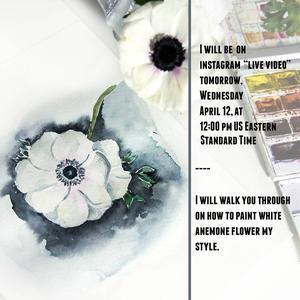 I will be on
instagram "live video"
tomorrow,
Wednesday
April 12, at
12:00 pm US Eastern
Standard Time
----
I will walk you through
on how to paint white
anemone flower my
style.